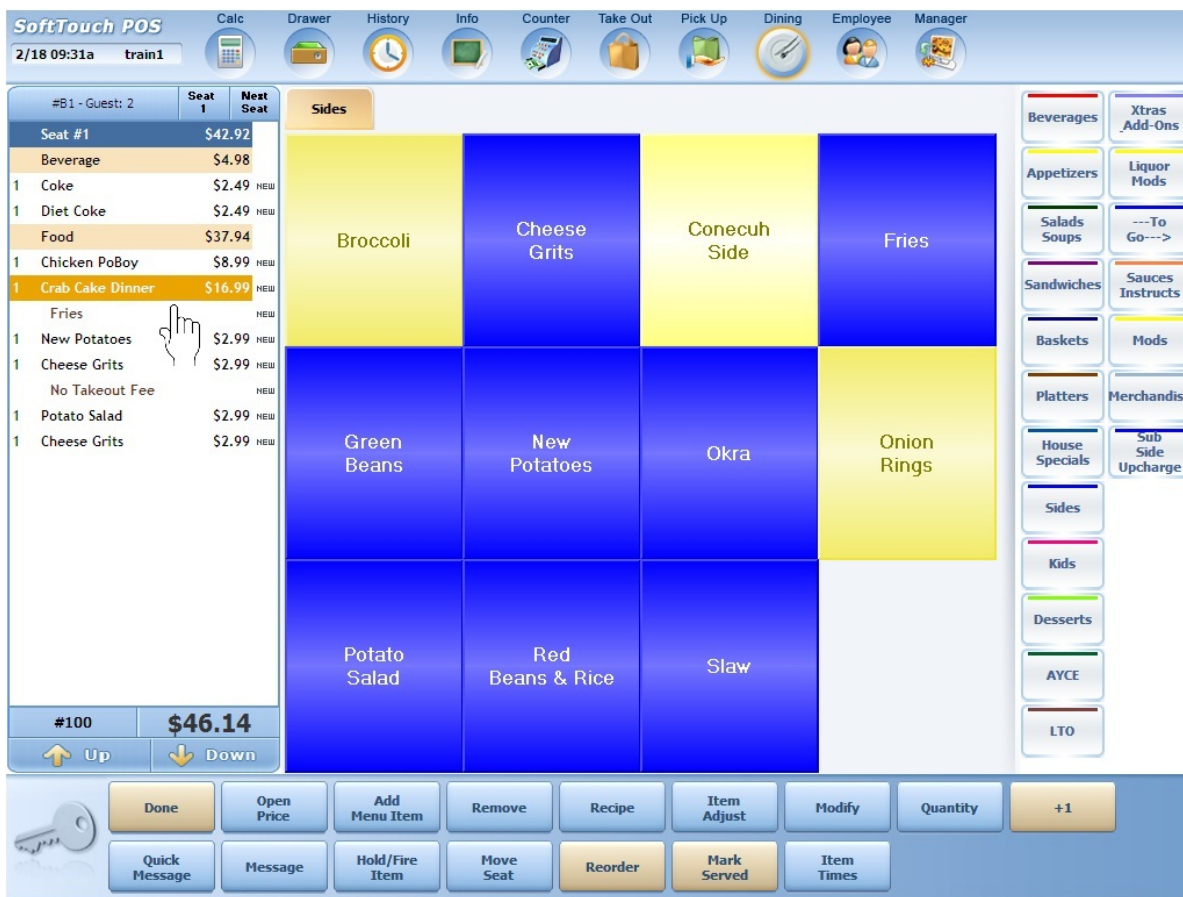 SoftTouch POS
2/18 09:31a train1
Calc Drawer History Info Counter Take Out Pick Up Dining Employee Manager
#B1 - Guest: 2
Seat
1
Next
Seat
Seat #1 $42.92
Beverage $4.98
1 Coke $2.49 NEW
1 Diet Coke $2.49 NEW
Food $37.94
1 Chicken PoBoy $8.99 NEW
1 Crab Cake Dinner $16.99 NEW
Fries NEW
1 New Potatoes $2.99 NEW
1 Cheese Grits $2.99 NEW
No Takeout Fee NEW
1 Potato Salad $2.99 NEW
1 Cheese Grits $2.99 NEW
#100 $46.14
Up Down
Sides
Broccoli
Cheese
Grits
Conecuh
Side
Fries
Green
Beans
New
Potatoes
Okra
Onion
Rings
Potato
Salad
Red
Beans & Rice
Slaw
Beverages
Xtras
_Add-Ons
Appetizers
Liquor
Mods
Salads
Soups
---To
Go--->
Sandwiches
Sauces
Instructs
Baskets
Mods
Platters
Merchandis
House
Specials
Sub
Side
Upcharge
Sides
Kids
Desserts
AYCE
LTO
Done
Open
Price
Add
Menu Item
Remove
Recipe
Item
Adjust
Modify
Quantity
+1
Quick
Message
Message
Hold/Fire
Item
Move
Seat
Reorder
Mark
Served
Item
Times